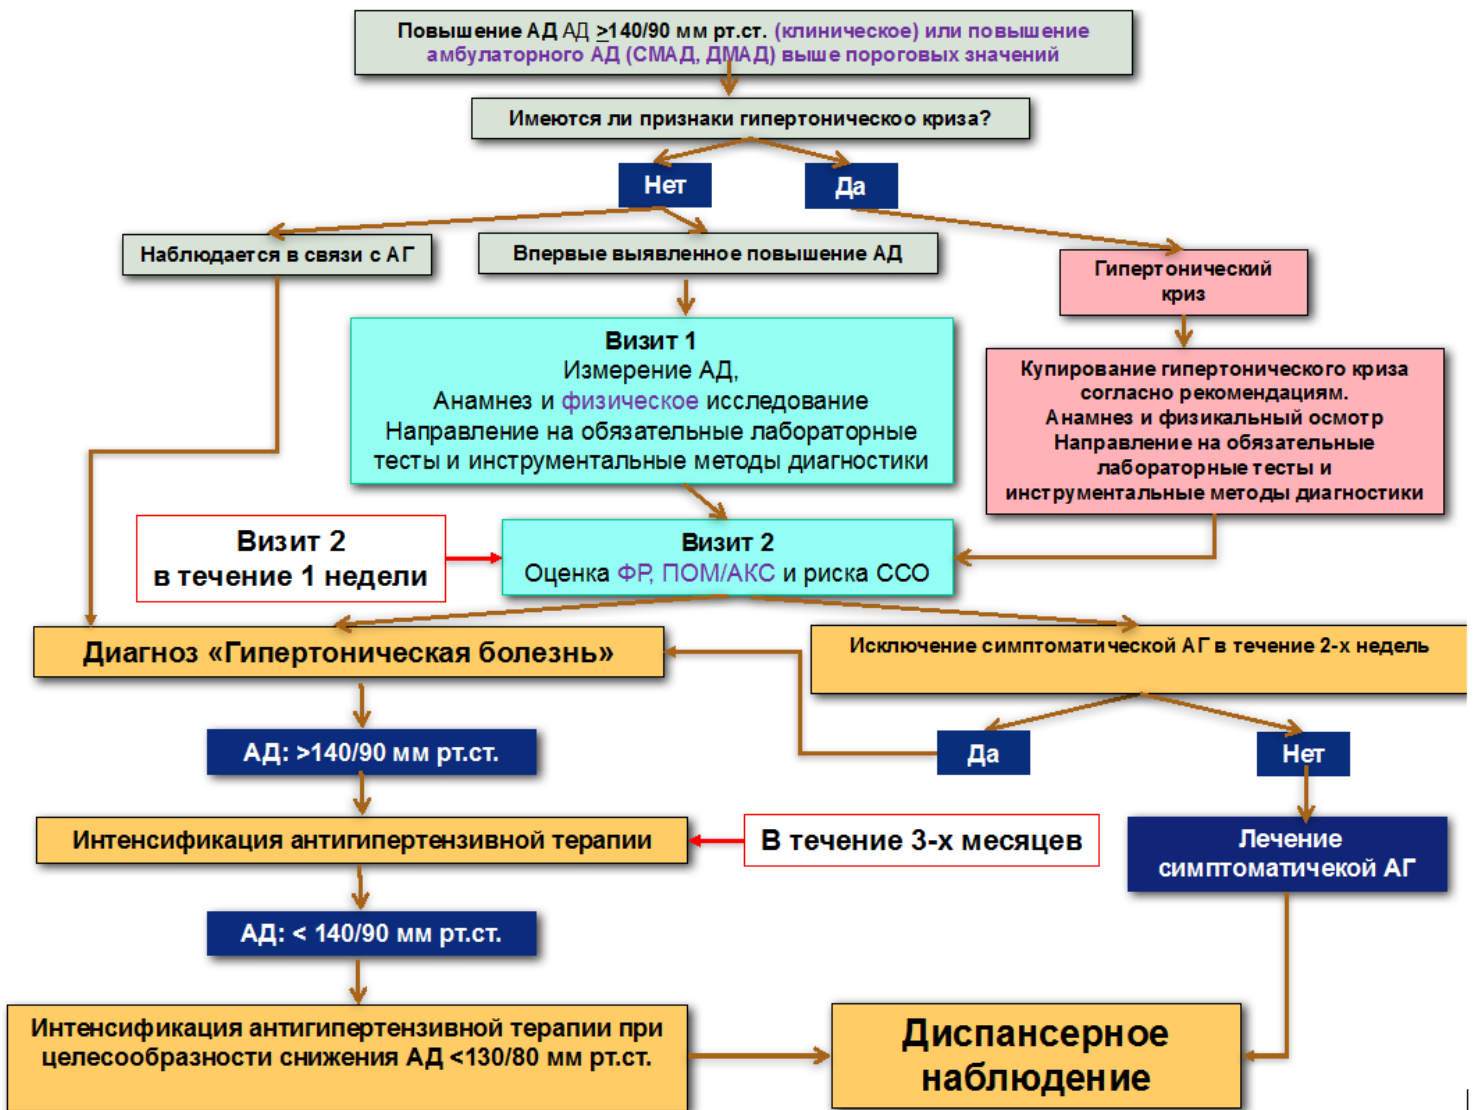 Повышение АД АД >140/90 мм рт.ст. (клиническое) или повышение
амбулаторного АД (СМАД, ДМАД) выше пороговых значений
Имеются ли признаки гипертоническоо криза?
Нет
Да
Наблюдается в связи с АГ
Впервые выявленное повышение АД
Гипертонический
криз
Визит 1
Измерение АД,
Анамнез и физическое исследование
Направление на обязательные лабораторные
тесты и инструментальные методы диагностики
Купирование гипертонического криза
согласно рекомендациям.
Анамнез и физикальный осмотр
Направление на обязательные
лабораторные тесты и
инструментальные методы диагностики
Визит 2
в течение 1 недели
Визит 2
Оценка ФР, ПОМ/АКС и риска ССО
Диагноз «Гипертоническая болезнь»
Исключение симптоматической АГ в течение 2-х недель
АД: >140/90 мм рт.ст.
Да
Нет
Интенсификация антигипертензивной терапии
В течение 3-х месяцев
Лечение
симптоматичекой АГ
АД: < 140/90 мм рт.ст.
Интенсификация антигипертензивной терапии при
целесообразности снижения АД <130/80 мм рт.ст.
Диспансерное
наблюдение